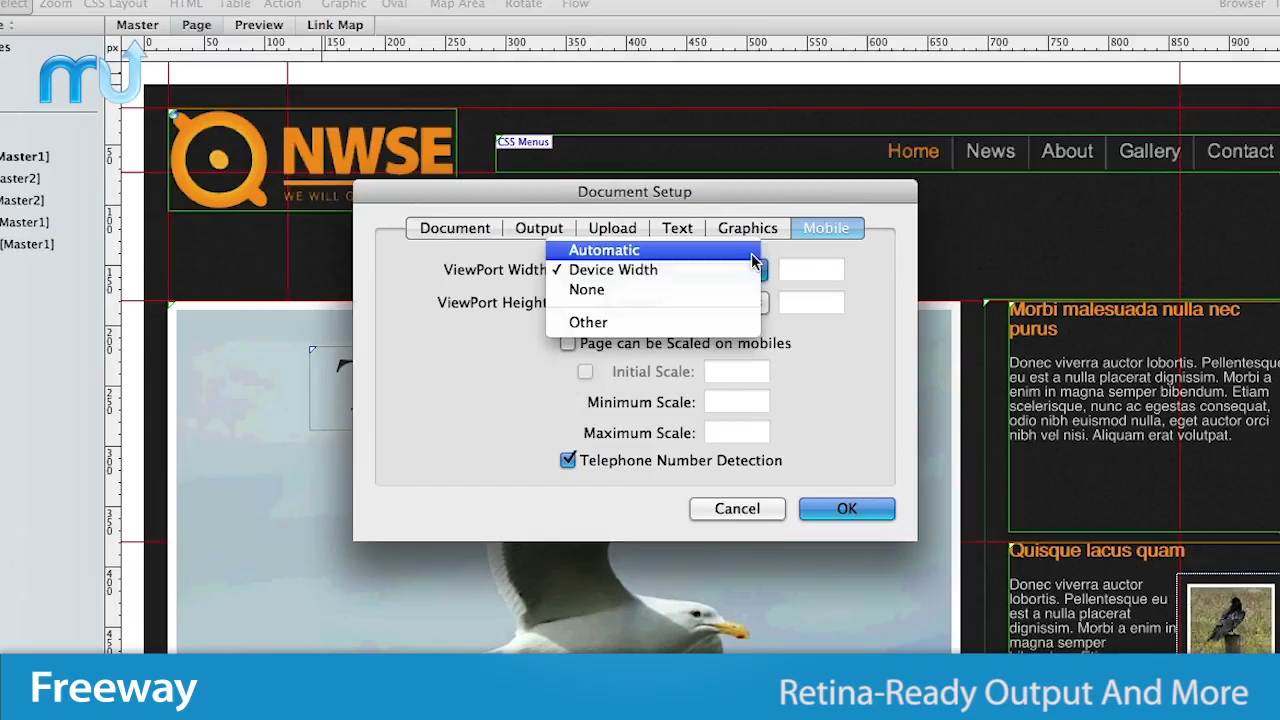 Select Zoom CSS Layout HTML Table Action Graphic Oval Map Area Rotate Flow Browser
Master Page Preview Link Map
px 0 50 100 150 200 250 300 350 400 450 500 550 600 650 700 750 800 850 900
mu
Master1]
aster2]
Master2]
Master1]
[Master1]
NWSE
CSS Menus
Home News About Gallery Contact
Document Setup
Document Output Upload Text Graphics Mobile
Automatic
ViewPort Width ✓ Device Width
None
ViewPort Height
Other
Page can be Scaled on mobiles
Initial Scale:
Minimum Scale:
Maximum Scale:
Telephone Number Detection
Cancel OK
Morbi malesuada nulla nec
purus
Donec viverra auctor lobortis. Pellentesque
eu est a nulla placerat dignissim. Morbi a
enim in magna semper bibendum. Etiam
scelerisque, nunc ac egestas consequat,
odio nibh euismod nulla, eget auctor orci
nibh vel nisi. Aliquam erat volutpat.
Quisque lacus quam
Donec viverra auctor
lobortis. Pellentesque eu
est a nulla placerat
dignissim. Morbi a enim in
magna semper
Freeway
Retina-Ready Output And More